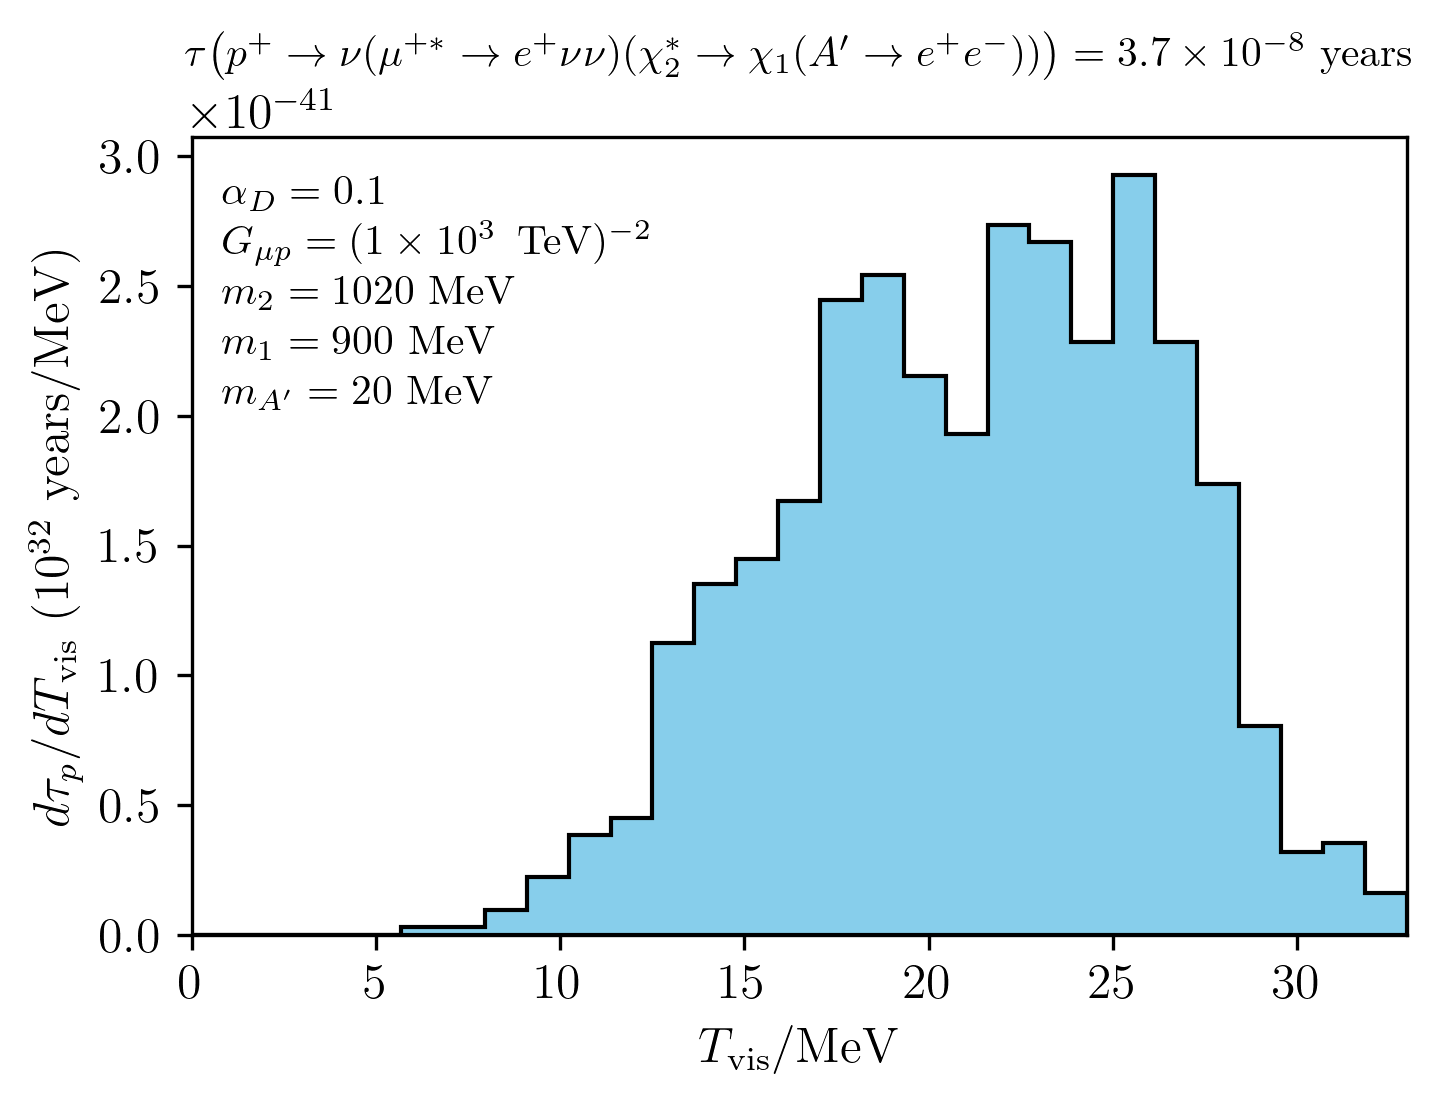 τ(p⁺ → ν(μ⁺* → e⁺νν)(χ₂* → χ₁(A′ → e⁺e⁻))) = 3.7 × 10⁻⁸ years
×10⁻⁴¹
α_D = 0.1
G_μp = (1 × 10³ TeV)⁻²
m₂ = 1020 MeV
m₁ = 900 MeV
m_A′ = 20 MeV
dτ_p/dT_vis (10³² years/MeV)
3.0
2.5
2.0
1.5
1.0
0.5
0.0
0 5 10 15 20 25 30
T_vis/MeV